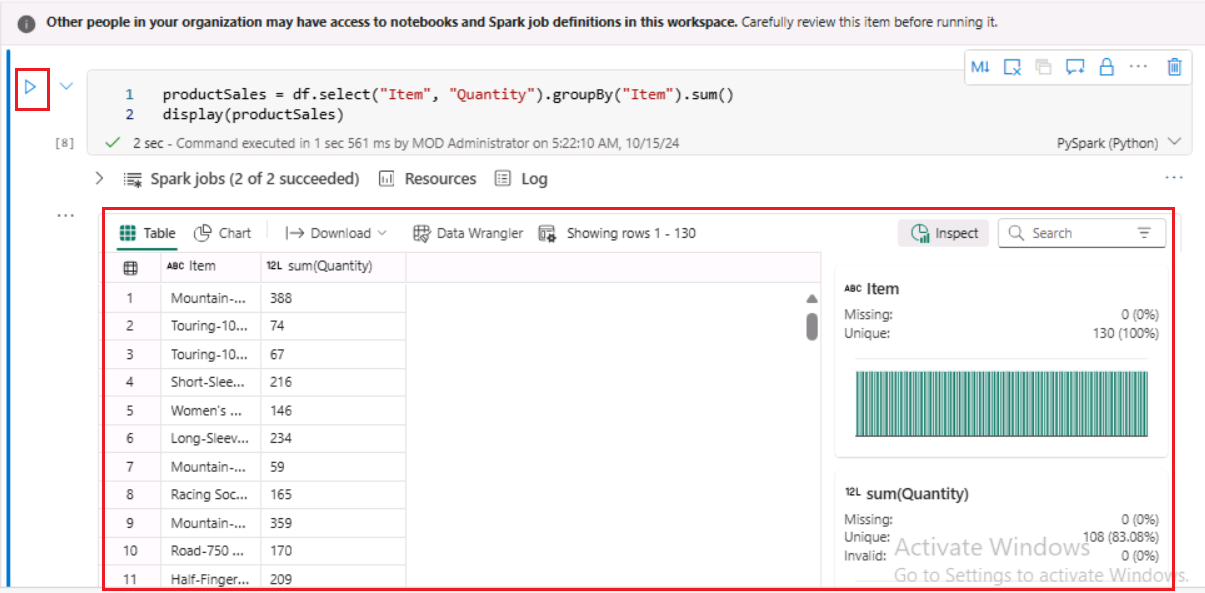 Other people in your organization may have access to notebooks and Spark job definitions in this workspace. Carefully review this item before running it.
M↓
1 productSales = df.select("Item", "Quantity").groupBy("Item").sum()
2 display(productSales)
[8] 2 sec - Command executed in 1 sec 561 ms by MOD Administrator on 5:22:10 AM, 10/15/24 PySpark (Python)
Spark jobs (2 of 2 succeeded) Resources Log
Table Chart Download Data Wrangler Showing rows 1 - 130 Inspect Search
ABC Item 12L sum(Quantity)
1 Mountain-... 388
2 Touring-10... 74
3 Touring-10... 67
4 Short-Slee... 216
5 Women's ... 146
6 Long-Sleev... 234
7 Mountain-... 59
8 Racing Soc... 165
9 Mountain-... 359
10 Road-750 ... 170
11 Half-Finger... 209
ABC Item
Missing: 0 (0%)
Unique: 130 (100%)
12L sum(Quantity)
Missing: 0 (0%)
Unique: 108 (83.08%)
Invalid: 0 (0%)
Activate Windows
Go to Settings to activate Windows.